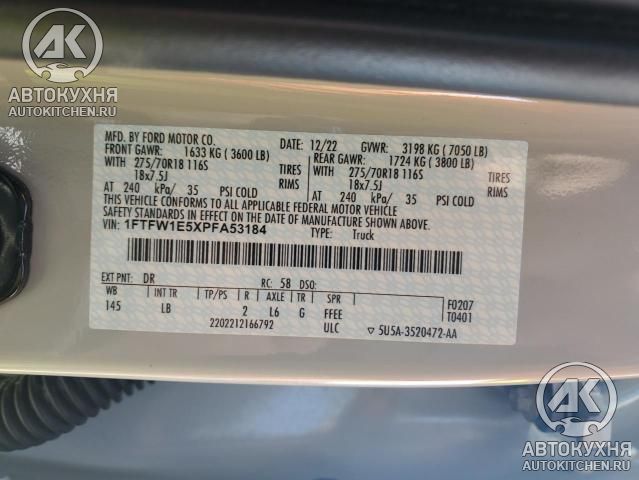 AK
АВТОКУХНЯ
AUTOKITCHEN.RU
MFD. BY FORD MOTOR CO. DATE: 12/22 GVWR: 3198 KG ( 7050 LB)
FRONT GAWR: 1633 KG ( 3600 LB) REAR GAWR: 1724 KG ( 3800 LB)
WITH 275/70R18 116S TIRES WITH 275/70R18 116S TIRES
18x7.5J RIMS 18x7.5J RIMS
AT 240 kPa/ 35 PSI COLD AT 240 kPa/ 35 PSI COLD
THIS VEHICLE CONFORMS TO ALL APPLICABLE FEDERAL MOTOR VEHICLE
SAFETY STANDARDS IN EFFECT ON THE DATE OF MANUFACTURE SHOWN ABOVE.
VIN: 1FTFW1E5XPFA53184 TYPE: Truck
EXT PNT: DR RC: 58 DSO:
WB INT TR TP/PS R AXLE TR SPR F0207
145 LB 2 L6 G FFEE T0401
2202212166792 ULC ▽ 5U5A-3520472-AA
AK
АВТОКУХНЯ
AUTOKITCHEN.RU